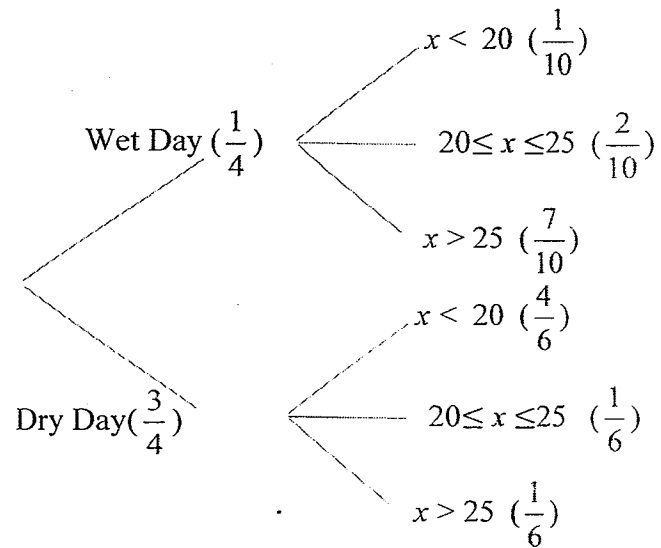 x < 20 (1/10)
Wet Day (1/4)
20≤ x ≤25 (2/10)
x > 25 (7/10)
x < 20 (4/6)
Dry Day(3/4)
20≤ x ≤25 (1/6)
x > 25 (1/6)